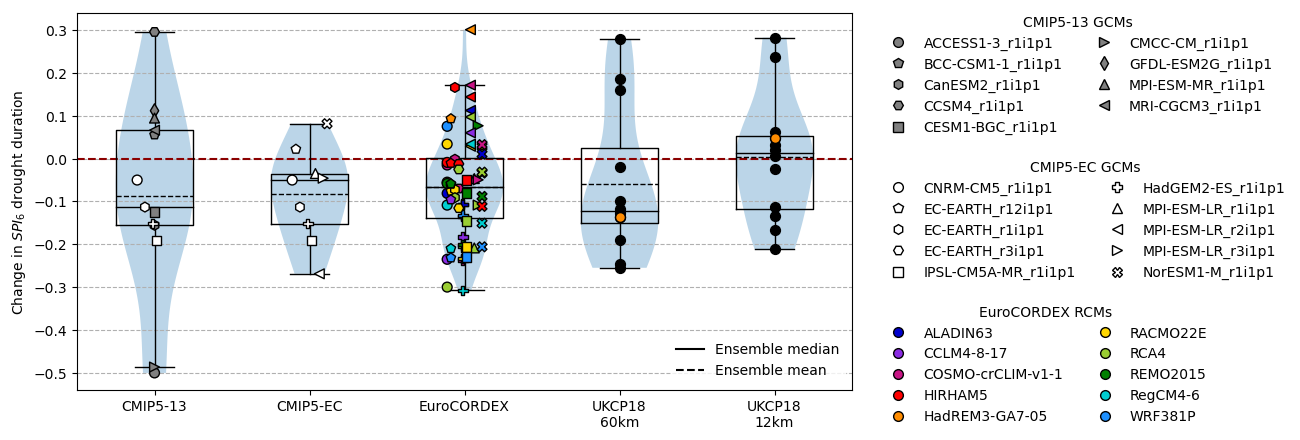 Change in SPI6 drought duration
0.3
0.2
0.1
0.0
−0.1
−0.2
−0.3
−0.4
−0.5
CMIP5-13
CMIP5-EC
EuroCORDEX
UKCP18
60km
UKCP18
12km
Ensemble median
Ensemble mean
CMIP5-13 GCMs
ACCESS1-3_r1i1p1
BCC-CSM1-1_r1i1p1
CanESM2_r1i1p1
CCSM4_r1i1p1
CESM1-BGC_r1i1p1
CMCC-CM_r1i1p1
GFDL-ESM2G_r1i1p1
MPI-ESM-MR_r1i1p1
MRI-CGCM3_r1i1p1
CMIP5-EC GCMs
CNRM-CM5_r1i1p1
EC-EARTH_r12i1p1
EC-EARTH_r1i1p1
EC-EARTH_r3i1p1
IPSL-CM5A-MR_r1i1p1
HadGEM2-ES_r1i1p1
MPI-ESM-LR_r1i1p1
MPI-ESM-LR_r2i1p1
MPI-ESM-LR_r3i1p1
NorESM1-M_r1i1p1
EuroCORDEX RCMs
ALADIN63
CCLM4-8-17
COSMO-crCLIM-v1-1
HIRHAM5
HadREM3-GA7-05
RACMO22E
RCA4
REMO2015
RegCM4-6
WRF381P